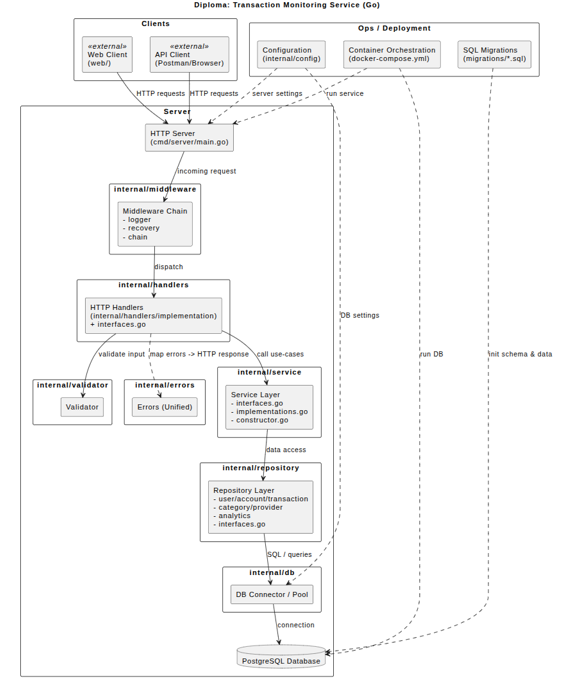 Diploma: Transaction Monitoring Service (Go)
Clients
«external»
Web Client
(web/)
«external»
API Client
(Postman/Browser)
Ops / Deployment
Configuration
(internal/config)
Container Orchestration
(docker-compose.yml)
SQL Migrations
(migrations/*.sql)
HTTP requests
HTTP requests
server settings
run service
Server
HTTP Server
(cmd/server/main.go)
incoming request
internal/middleware
Middleware Chain
- logger
- recovery
- chain
dispatch
internal/handlers
HTTP Handlers
(internal/handlers/implementation)
+ interfaces.go
DB settings
validate input
map errors -> HTTP response
call use-cases
run DB
init schema & data
internal/validator
Validator
internal/errors
Errors (Unified)
internal/service
Service Layer
- interfaces.go
- implementations.go
- constructor.go
data access
internal/repository
Repository Layer
- user/account/transaction
- category/provider
- analytics
- interfaces.go
SQL / queries
internal/db
DB Connector / Pool
connection
PostgreSQL Database